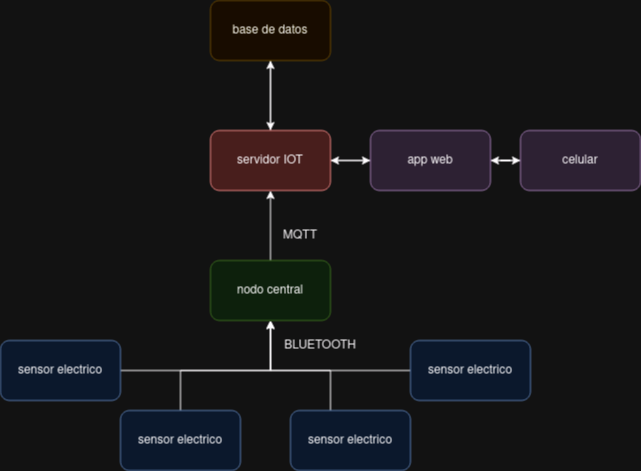 base de datos
servidor IOT
app web
celular
MQTT
nodo central
BLUETOOTH
sensor electrico
sensor electrico
sensor electrico
sensor electrico